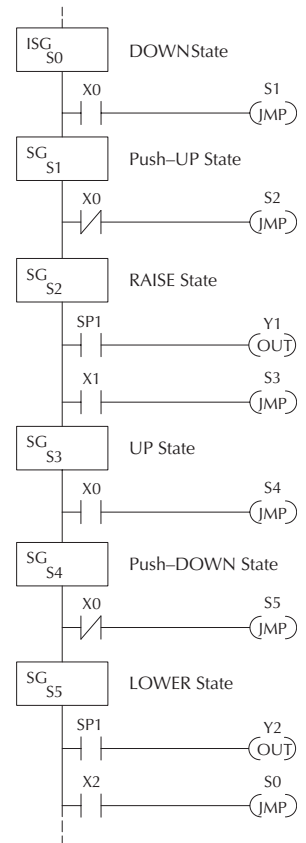 ISG
S0
DOWNState
X0
S1
JMP
SG
S1
Push–UP State
X0
S2
JMP
SG
S2
RAISE State
SP1
Y1
OUT
X1
S3
JMP
SG
S3
UP State
X0
S4
JMP
SG
S4
Push–DOWN State
X0
S5
JMP
SG
S5
LOWER State
SP1
Y2
OUT
X2
S0
JMP